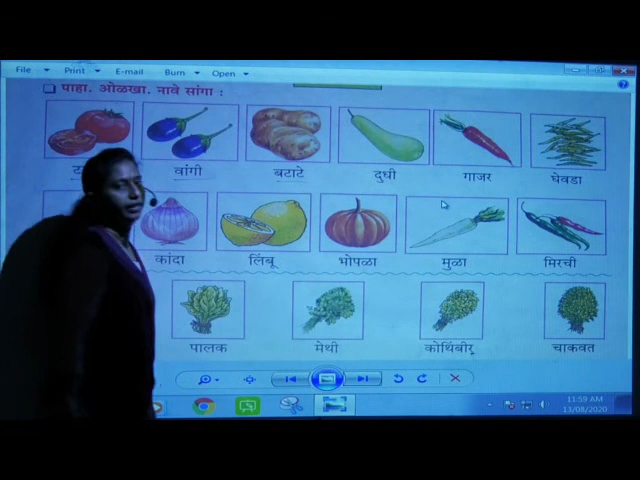 File Print E-mail Burn Open
पाहा. ओळखा. नावे सांगा :
वांगी बटाटे दुधी गाजर घेवडा
कांदा लिंबू भोपळा मुळा मिरची
पालक मेथी कोथिंबीर चाकवत
11:59 AM
13/08/2020